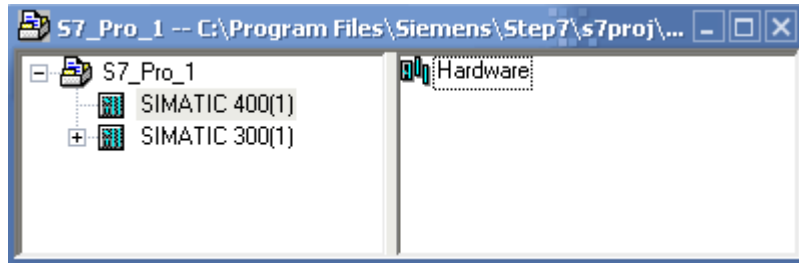 S7_Pro_1 -- C:\Program Files\Siemens\Step7\s7proj\...
S7_Pro_1
SIMATIC 400(1)
SIMATIC 300(1)
Hardware